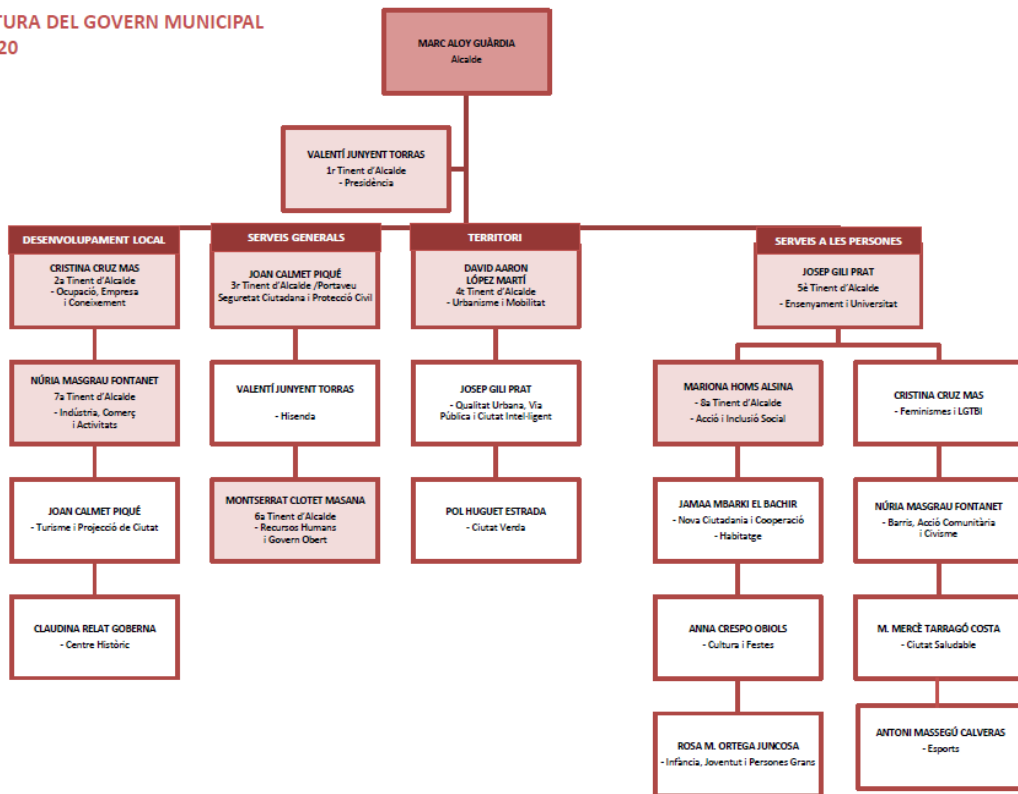 TURA DEL GOVERN MUNICIPAL
20
MARC ALOY GUÀRDIA
Alcalde
VALENTÍ JUNYENT TORRAS
1r Tinent d'Alcalde
- Presidència
DESENVOLUPAMENT LOCAL
CRISTINA CRUZ MAS
2a Tinent d'Alcalde
- Ocupació, Empresa
i Coneixement
NÚRIA MASGRAU FONTANET
7a Tinent d'Alcalde
- Indústria, Comerç
i Activitats
JOAN CALMET PIQUÉ
- Turisme i Projecció de Ciutat
CLAUDINA RELAT GOBERNA
- Centre Històric
SERVEIS GENERALS
JOAN CALMET PIQUÉ
3r Tinent d'Alcalde /Portaveu
Seguretat Ciutadana i Protecció Civil
VALENTÍ JUNYENT TORRAS
- Hisenda
MONTSERRAT CLOTET MASANA
6a Tinent d'Alcalde
- Recursos Humans
i Govern Obert
TERRITORI
DAVID AARON
LÓPEZ MARTÍ
4t Tinent d'Alcalde
- Urbanisme i Mobilitat
JOSEP GILI PRAT
- Qualitat Urbana, Via
Pública i Ciutat Intel·ligent
POL HUGUET ESTRADA
- Ciutat Verda
SERVEIS A LES PERSONES
JOSEP GILI PRAT
5è Tinent d'Alcalde
- Ensenyament i Universitat
MARIONA HOMS ALSINA
- 8a Tinent d'Alcalde
- Acció i Inclusió Social
JAMAA MBARKI EL BACHIR
- Nova Ciutadania i Cooperació
- Habitatge
ANNA CRESPO OBIOLS
- Cultura i Festes
ROSA M. ORTEGA JUNCOSA
- Infància, Joventut i Persones Grans
CRISTINA CRUZ MAS
- Feminismes i LGTBI
NÚRIA MASGRAU FONTANET
- Barris, Acció Comunitària
i Civisme
M. MERCÈ TARRAGÓ COSTA
- Ciutat Saludable
ANTONI MASSEGÚ CALVERAS
- Esports